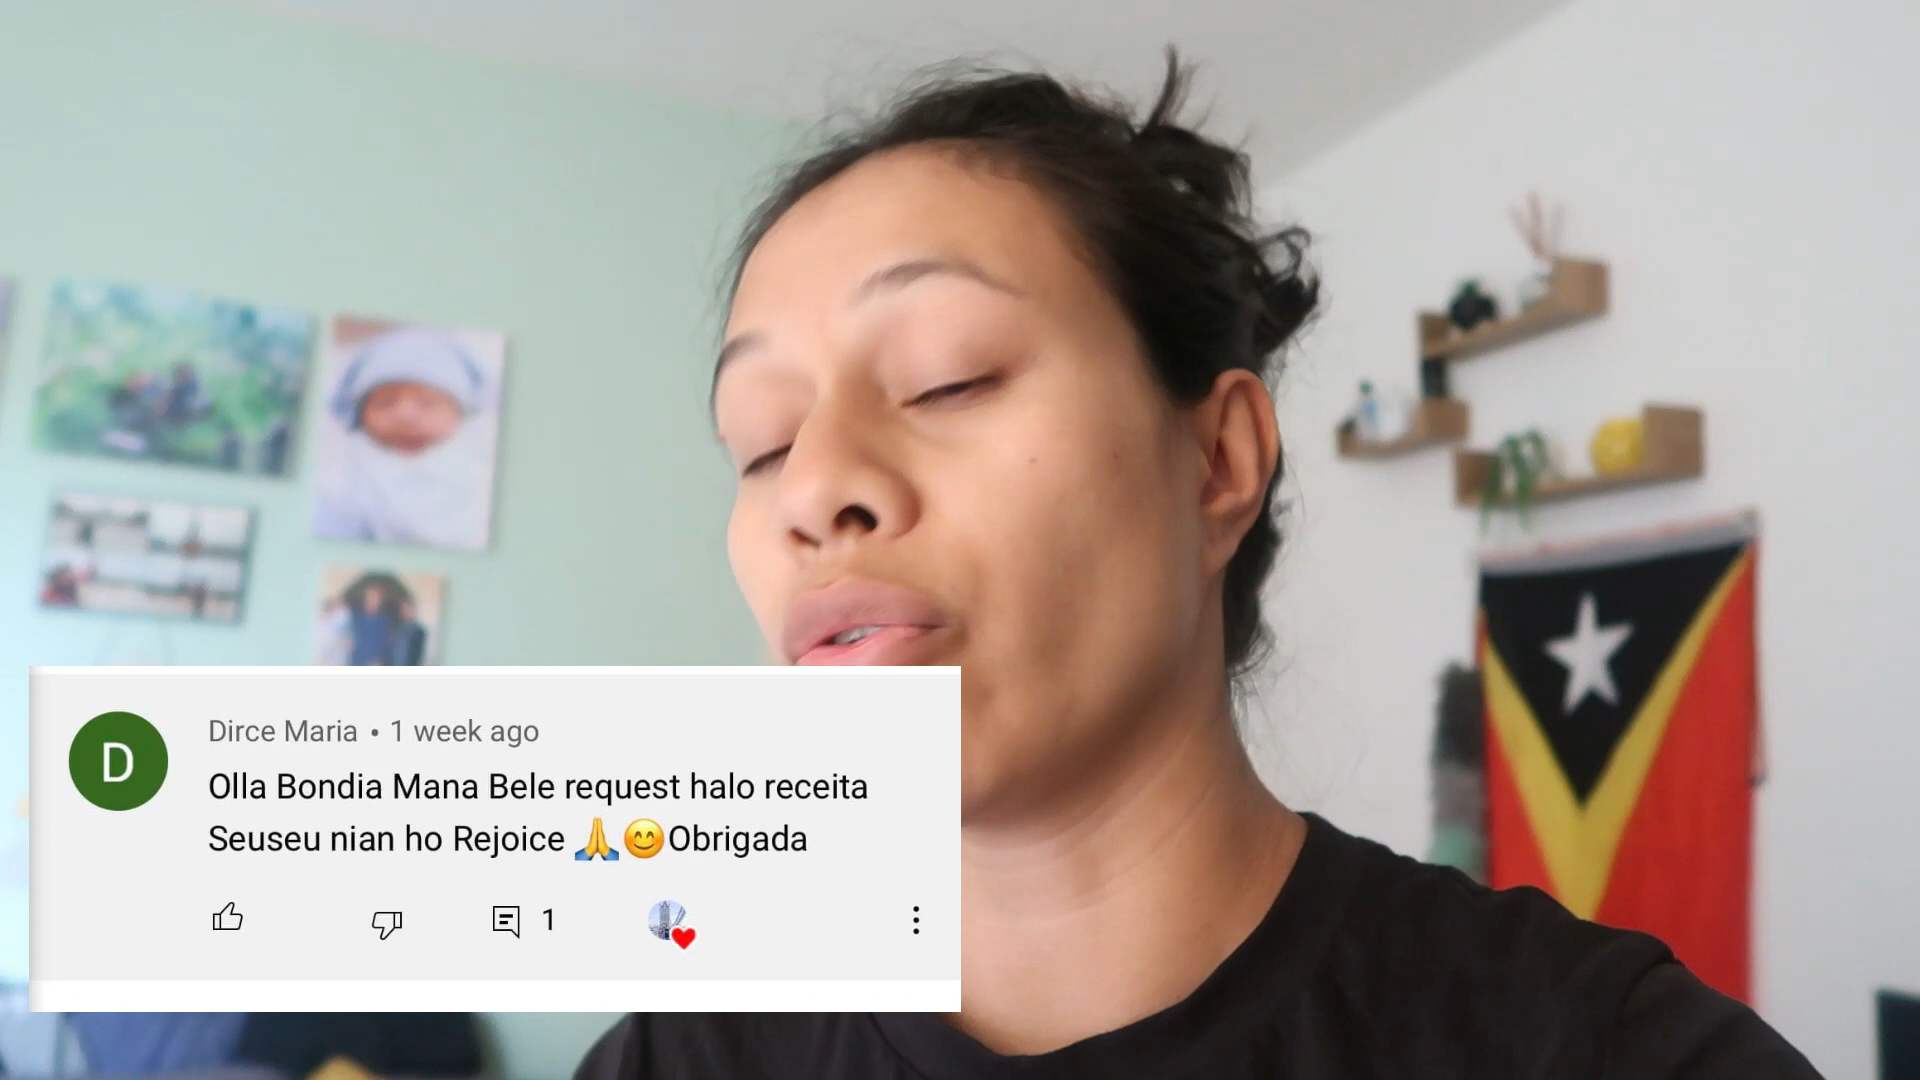 D
Dirce Maria • 1 week ago
Olla Bondia Mana Bele request halo receita
Seuseu nian ho Rejoice 🙏😊Obrigada
1